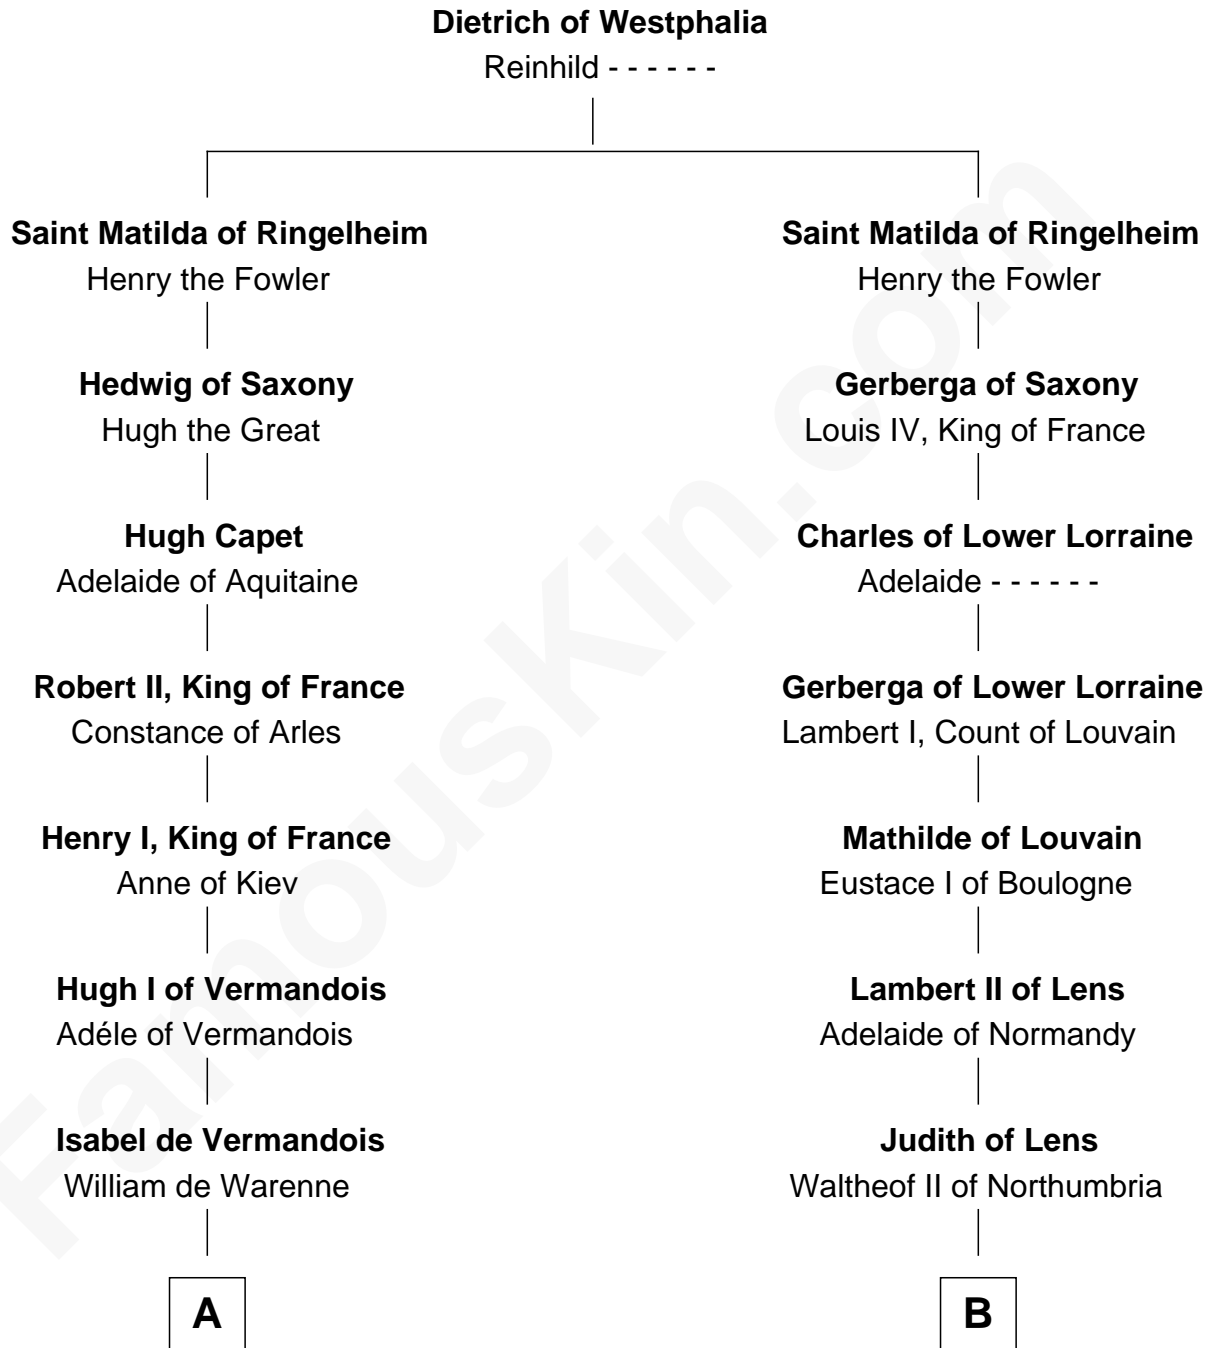 Dietrich of Westphalia
Reinhild - - - - - -
Saint Matilda of Ringelheim
Henry the Fowler
Hedwig of Saxony
Hugh the Great
Hugh Capet
Adelaide of Aquitaine
Robert II, King of France
Constance of Arles
Henry I, King of France
Anne of Kiev
Hugh I of Vermandois
Adéle of Vermandois
Isabel de Vermandois
William de Warenne
A
Saint Matilda of Ringelheim
Henry the Fowler
Gerberga of Saxony
Louis IV, King of France
Charles of Lower Lorraine
Adelaide - - - - - -
Gerberga of Lower Lorraine
Lambert I, Count of Louvain
Mathilde of Louvain
Eustace I of Boulogne
Lambert II of Lens
Adelaide of Normandy
Judith of Lens
Waltheof II of Northumbria
B
FamousKin.com